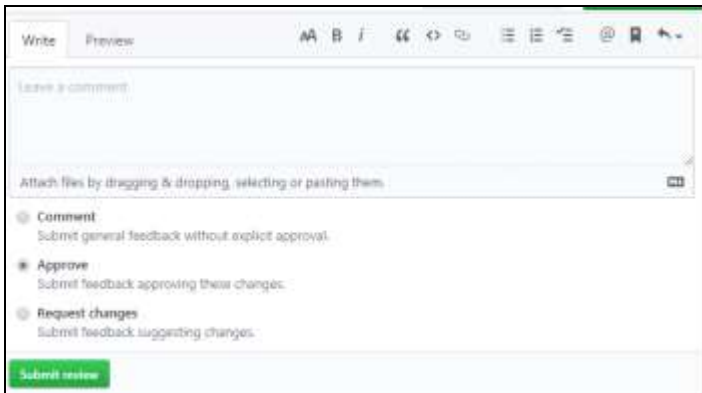 Write Preview AA B i “ <> @
Leave a comment
Attach files by dragging & dropping, selecting or pasting them.
Comment
Submit general feedback without explicit approval.
Approve
Submit feedback approving these changes.
Request changes
Submit feedback suggesting changes.
Submit review